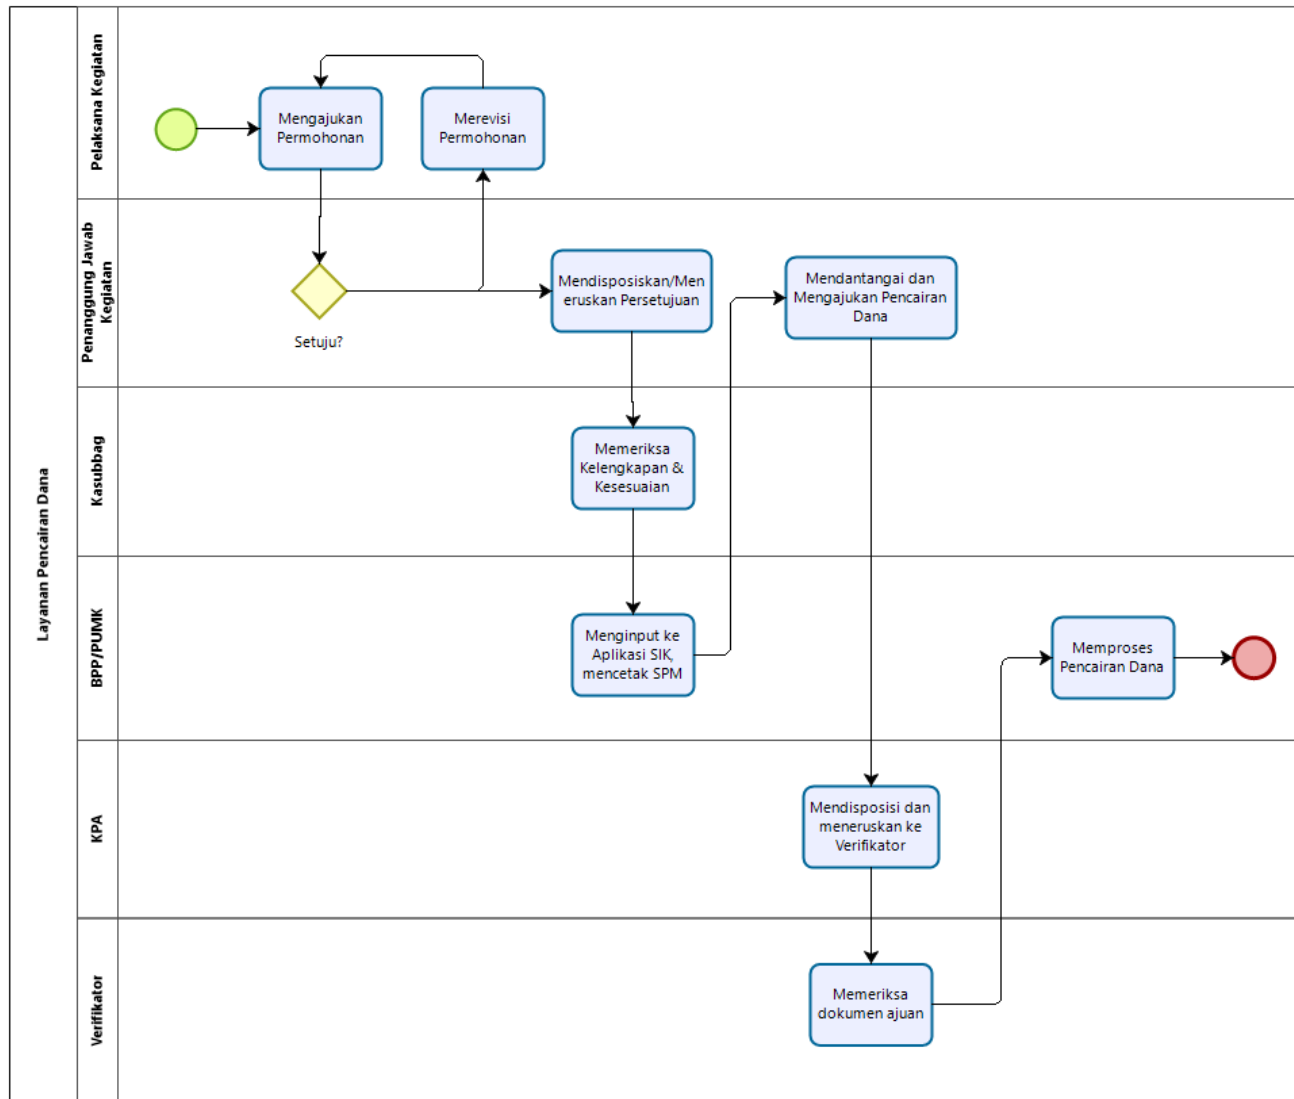 Layanan Pencairan Dana
Pelaksana Kegiatan
Mengajukan
Permohonan
Merevisi
Permohonan
Penanggung Jawab
Kegiatan
Setuju?
Mendisposiskan/Men
eruskan Persetujuan
Mendantangai dan
Mengajukan Pencairan
Dana
Kasubbag
Memeriksa
Kelengkapan &
Kesesuaian
BPP/PUMK
Menginput ke
Aplikasi SIK,
mencetak SPM
Memproses
Pencairan Dana
KPA
Mendisposisi dan
meneruskan ke
Verifikator
Verifikator
Memeriksa
dokumen ajuan